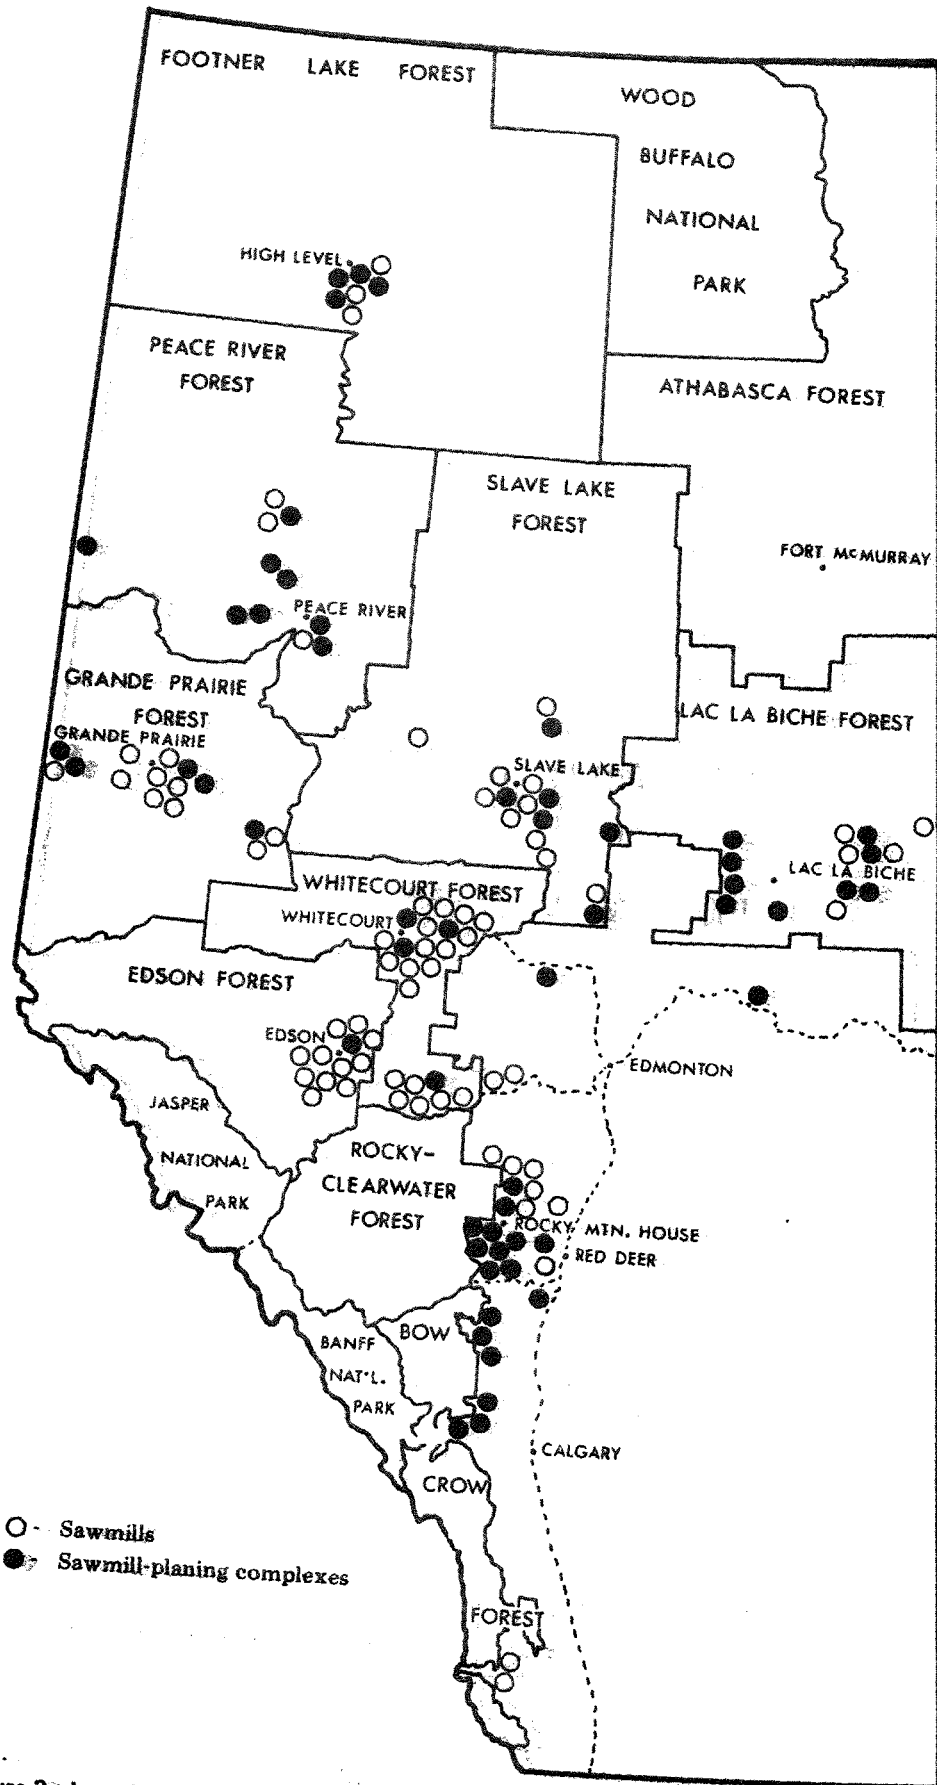 FOOTNER LAKE FOREST
WOOD
BUFFALO
NATIONAL
PARK
HIGH LEVEL
PEACE RIVER
FOREST
ATHABASCA FOREST
SLAVE LAKE
FOREST
FORT McMURRAY
PEACE RIVER
GRANDE PRAIRIE
FOREST
GRANDE PRAIRIE
LAC LA BICHE FOREST
SLAVE LAKE
LAC LA BICHE
WHITECOURT FOREST
WHITECOURT
EDSON FOREST
EDSON
EDMONTON
JASPER
NATIONAL
PARK
ROCKY-
CLEARWATER
FOREST
ROCKY MTN. HOUSE
RED DEER
BOW
BANFF
NAT'L.
PARK
CALGARY
CROW
FOREST
- Sawmills
- Sawmill-planing complexes